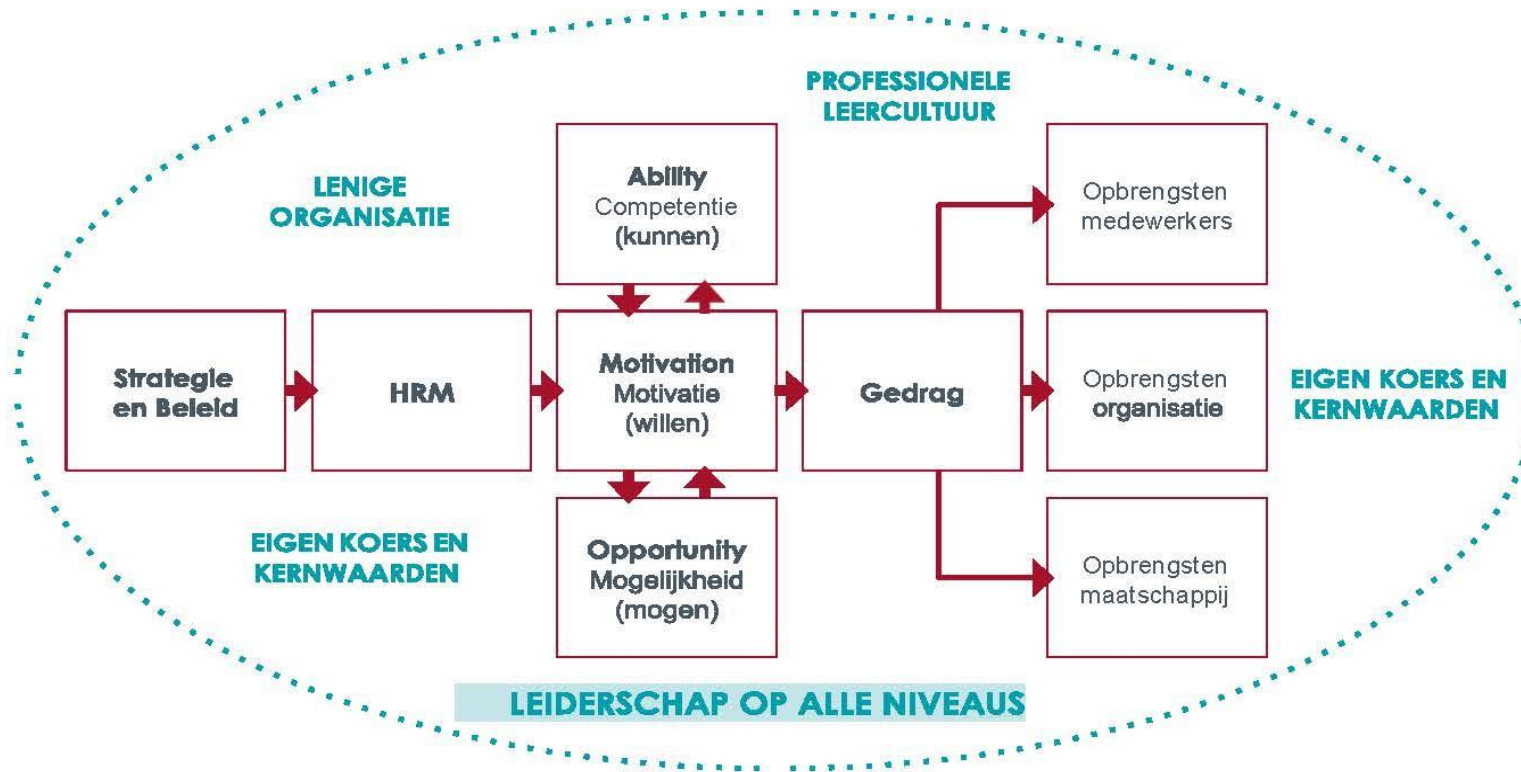 PROFESSIONELE
LEERCULTUUR
LENIGE
ORGANISATIE
Ability
Competentie
(kunnen)
Opbrengsten
medewerkers
Strategie
en Beleid
HRM
Motivation
Motivatie
(willen)
Gedrag
Opbrengsten
organisatie
EIGEN KOERS EN
KERNWAARDEN
EIGEN KOERS EN
KERNWAARDEN
Opportunity
Mogelijkheid
(mogen)
Opbrengsten
maatschappij
LEIDERSCHAP OP ALLE NIVEAUS